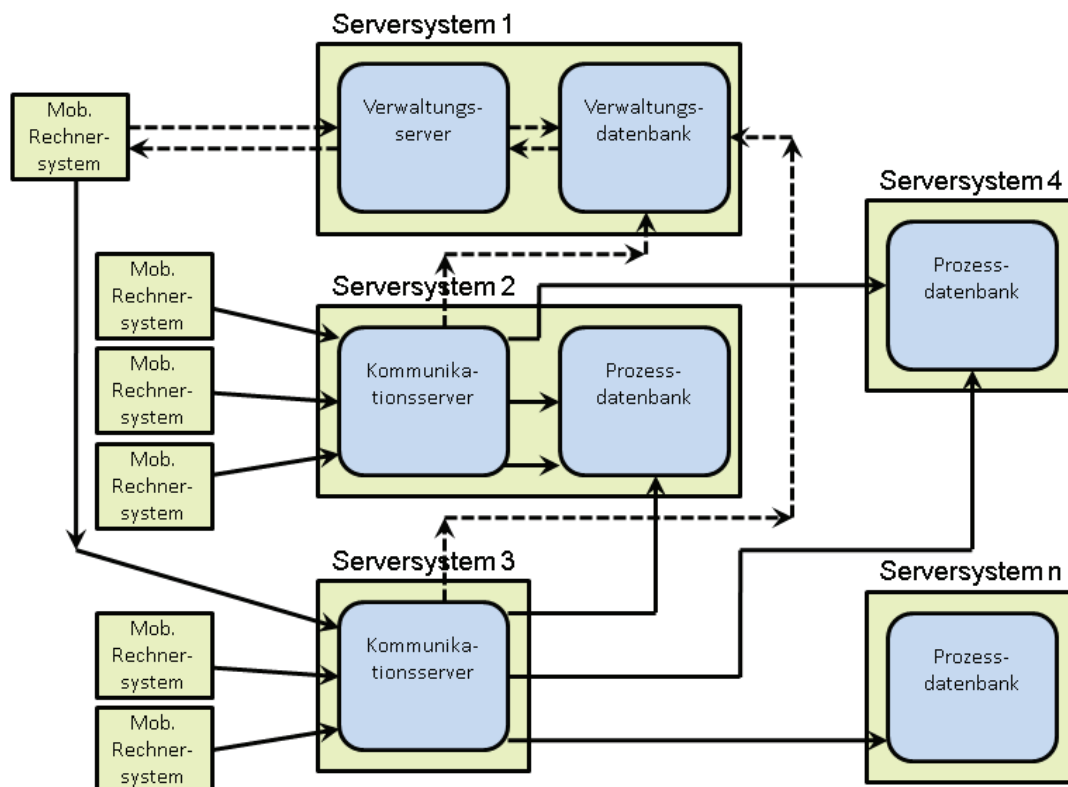 Serversystem 1
Mob.
Rechner-
system
Verwaltungs-
server
Verwaltungs-
datenbank
Serversystem 4
Prozess-
datenbank
Mob.
Rechner-
system
Mob.
Rechner-
system
Mob.
Rechner-
system
Serversystem 2
Kommunika-
tionsserver
Prozess-
datenbank
Serversystem 3
Kommunika-
tionsserver
Mob.
Rechner-
system
Mob.
Rechner-
system
Serversystem n
Prozess-
datenbank